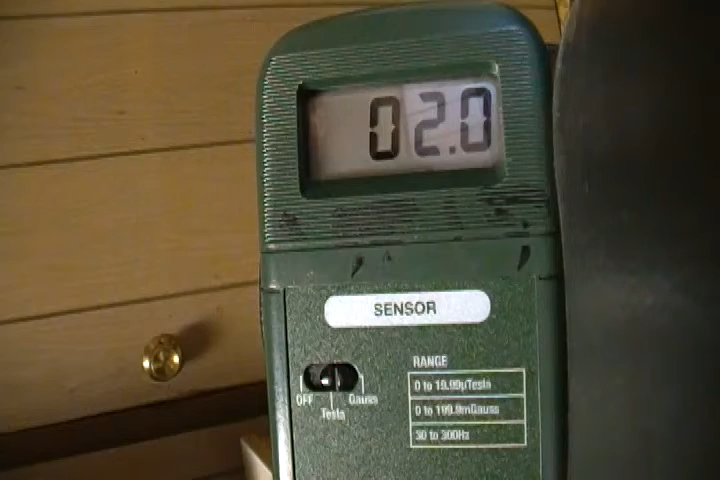 02.0
SENSOR
OFF
Tesla
Gauss
RANGE
0 to 19.99µTesla
0 to 199.9mGauss
30 to 300Hz